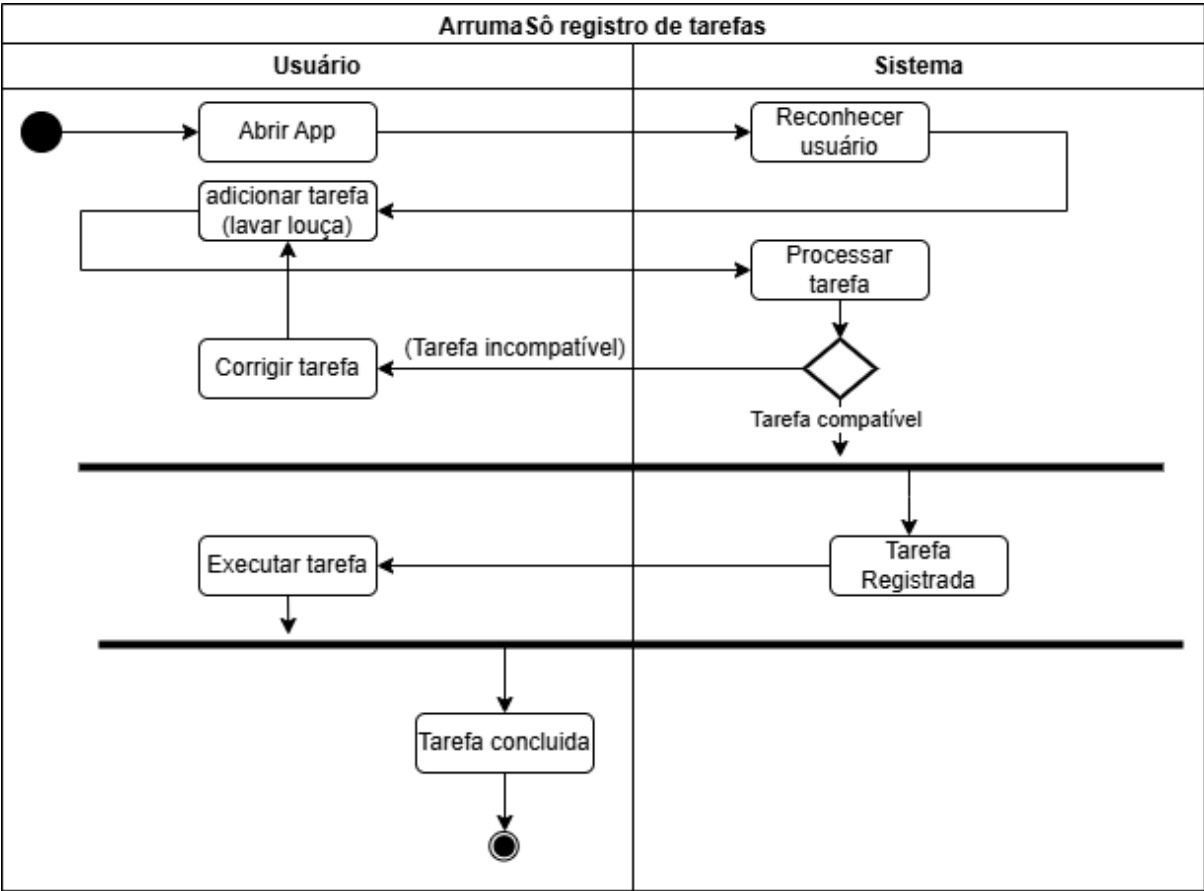 ArrumaSô registro de tarefas
Usuário
Sistema
Abrir App
Reconhecer
usuário
adicionar tarefa
(lavar louça)
Processar
tarefa
Corrigir tarefa
(Tarefa incompatível)
Tarefa compatível
Executar tarefa
Tarefa
Registrada
Tarefa concluida